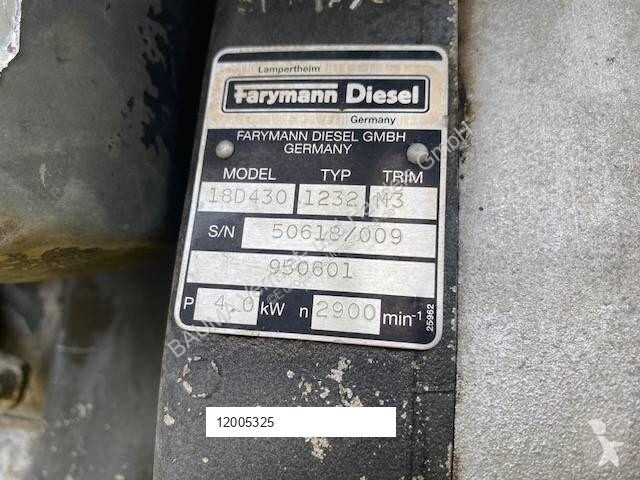 Lampertheim
Farymann Diesel
Germany
FARYMANN DIESEL GMBH
GERMANY
MODEL TYP TRIM
18D430 1232 M3
S/N 50618/009
950601
P 4.0 kW n 2900 min-1
25962
12005325